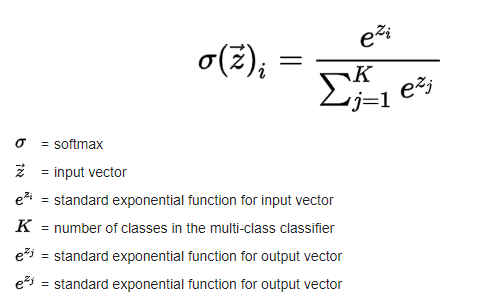 σ(z⃗)ᵢ = e^{zᵢ} / ∑_{j=1}^{K} e^{zⱼ}
σ = softmax
z⃗ = input vector
e^{zᵢ} = standard exponential function for input vector
K = number of classes in the multi-class classifier
e^{zⱼ} = standard exponential function for output vector
e^{zⱼ} = standard exponential function for output vector